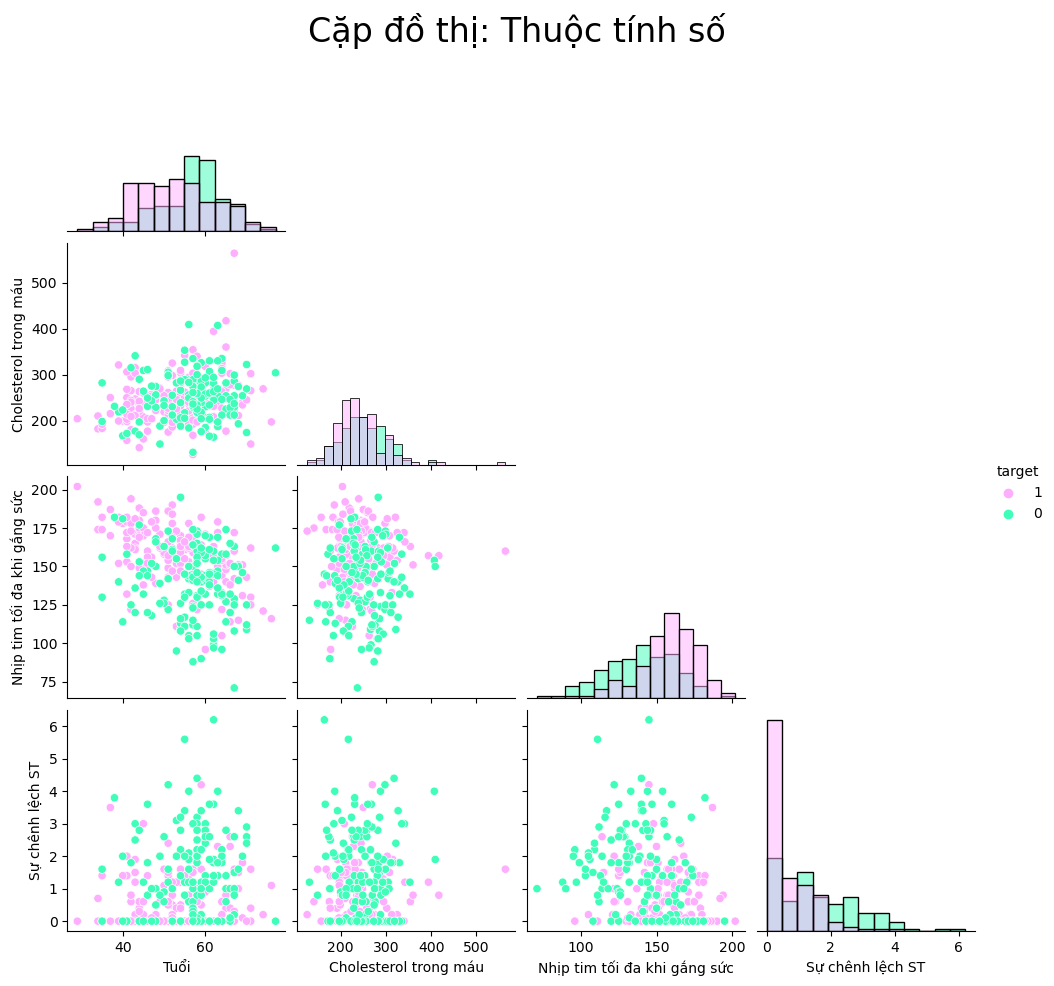 Cặp đồ thị: Thuộc tính số
Cholesterol trong máu
500
400
300
200
Nhịp tim tối đa khi gắng sức
200
175
150
125
100
75
target
1
0
Sự chênh lệch ST
6
5
4
3
2
1
0
40 60
200 300 400 500
100 150 200
0 2 4 6
Tuổi
Cholesterol trong máu
Nhịp tim tối đa khi gắng sức
Sự chênh lệch ST